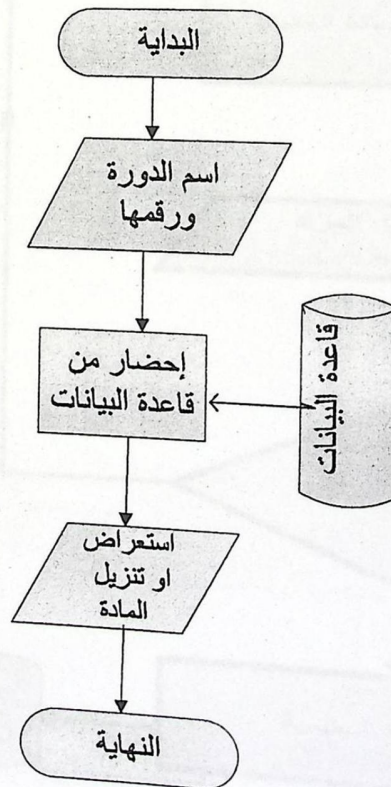 البداية
اسم الدورة
ورقمها
إحضار من
قاعدة البيانات
قاعدة البيانات
استعراض
او تنزيل
المادة
النهاية